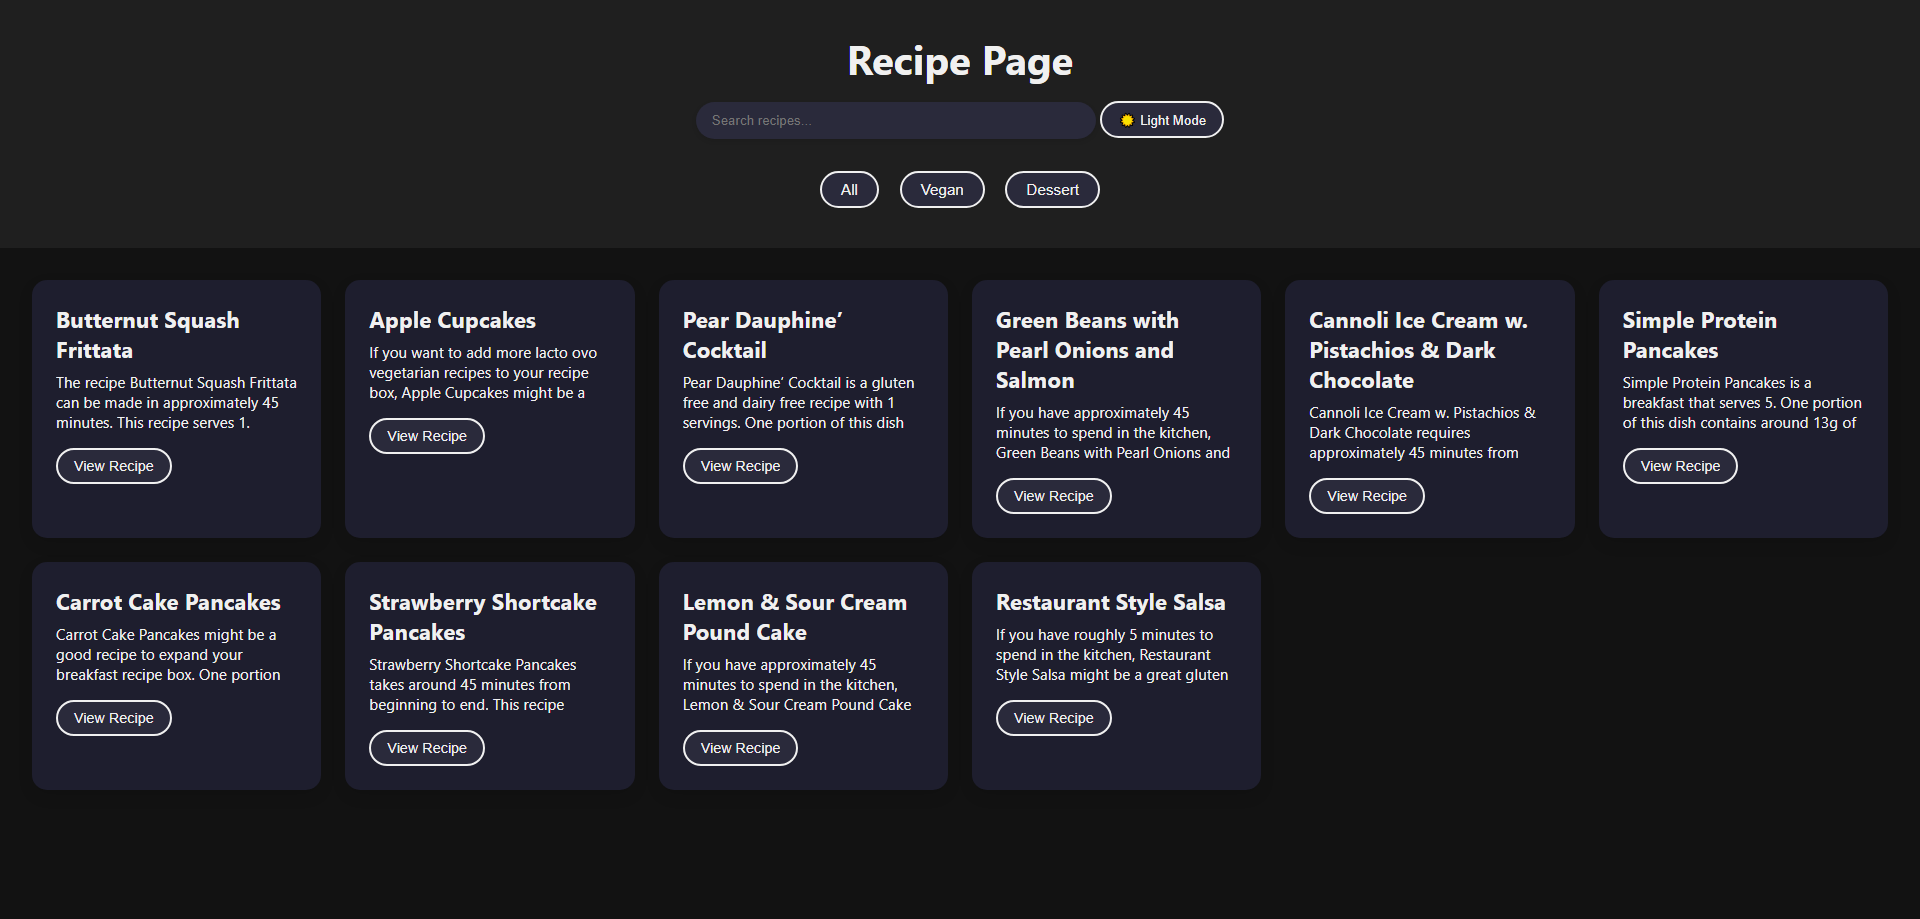 Recipe Page
Search recipes...
Light Mode
All
Vegan
Dessert
Butternut Squash
Frittata
The recipe Butternut Squash Frittata
can be made in approximately 45
minutes. This recipe serves 1.
View Recipe
Apple Cupcakes
If you want to add more lacto ovo
vegetarian recipes to your recipe
box, Apple Cupcakes might be a
View Recipe
Pear Dauphine’
Cocktail
Pear Dauphine’ Cocktail is a gluten
free and dairy free recipe with 1
servings. One portion of this dish
View Recipe
Green Beans with
Pearl Onions and
Salmon
If you have approximately 45
minutes to spend in the kitchen,
Green Beans with Pearl Onions and
View Recipe
Cannoli Ice Cream w.
Pistachios & Dark
Chocolate
Cannoli Ice Cream w. Pistachios &
Dark Chocolate requires
approximately 45 minutes from
View Recipe
Simple Protein
Pancakes
Simple Protein Pancakes is a
breakfast that serves 5. One portion
of this dish contains around 13g of
View Recipe
Carrot Cake Pancakes
Carrot Cake Pancakes might be a
good recipe to expand your
breakfast recipe box. One portion
View Recipe
Strawberry Shortcake
Pancakes
Strawberry Shortcake Pancakes
takes around 45 minutes from
beginning to end. This recipe
View Recipe
Lemon & Sour Cream
Pound Cake
If you have approximately 45
minutes to spend in the kitchen,
Lemon & Sour Cream Pound Cake
View Recipe
Restaurant Style Salsa
If you have roughly 5 minutes to
spend in the kitchen, Restaurant
Style Salsa might be a great gluten
View Recipe